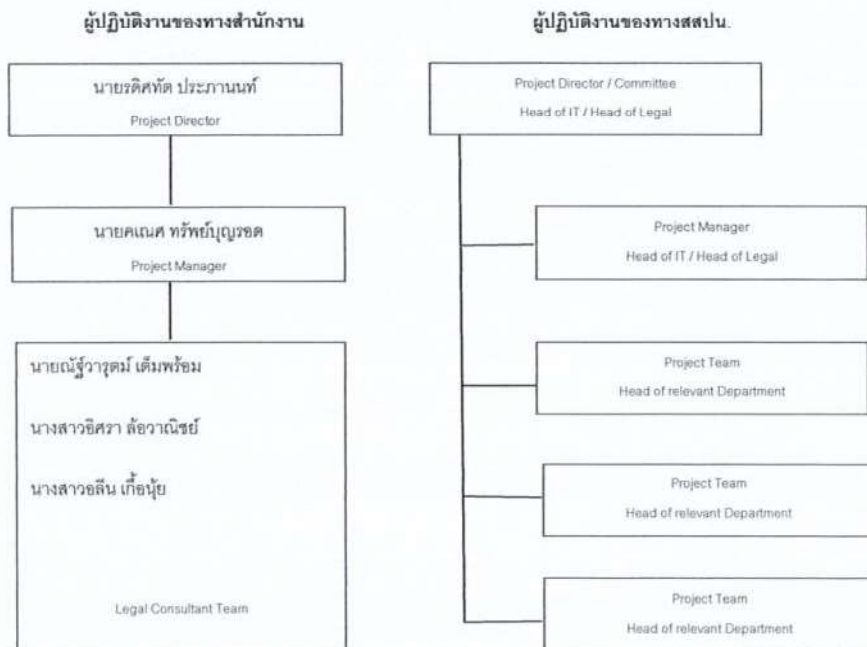 ผู้ปฏิบัติงานของทางสำนักงาน
นายรดิศทัต ประภานนท์
Project Director
นายคเณศ ทรัพย์บุญรอด
Project Manager
นายณัฐ์วารุตม์ เต็มพร้อม
นางสาวอิศรา ล้อวาณิชย์
นางสาวอลีน เกื้อนุ้ย
Legal Consultant Team
ผู้ปฏิบัติงานของทางสสปน.
Project Director / Committee
Head of IT / Head of Legal
Project Manager
Head of IT / Head of Legal
Project Team
Head of relevant Department
Project Team
Head of relevant Department
Project Team
Head of relevant Department